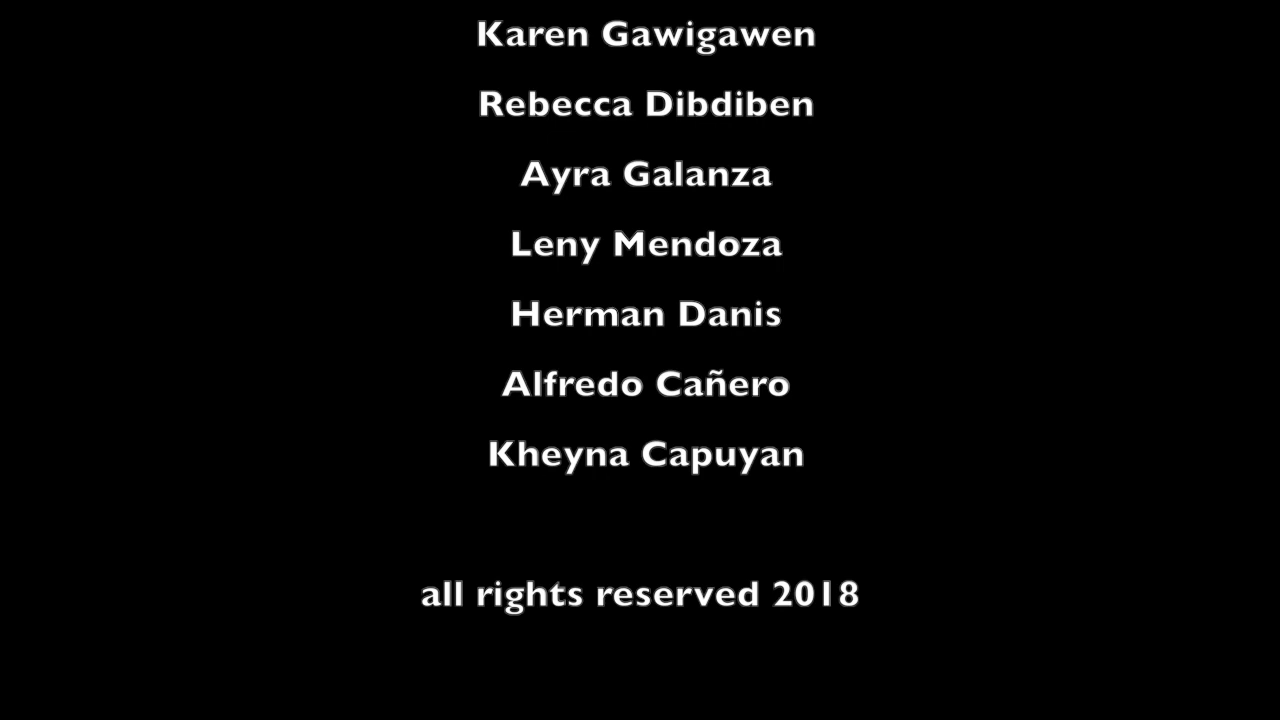 Karen Gawigawen
Rebecca Dibdiben
Ayra Galanza
Leny Mendoza
Herman Danis
Alfredo Cañero
Kheyna Capuyan
all rights reserved 2018